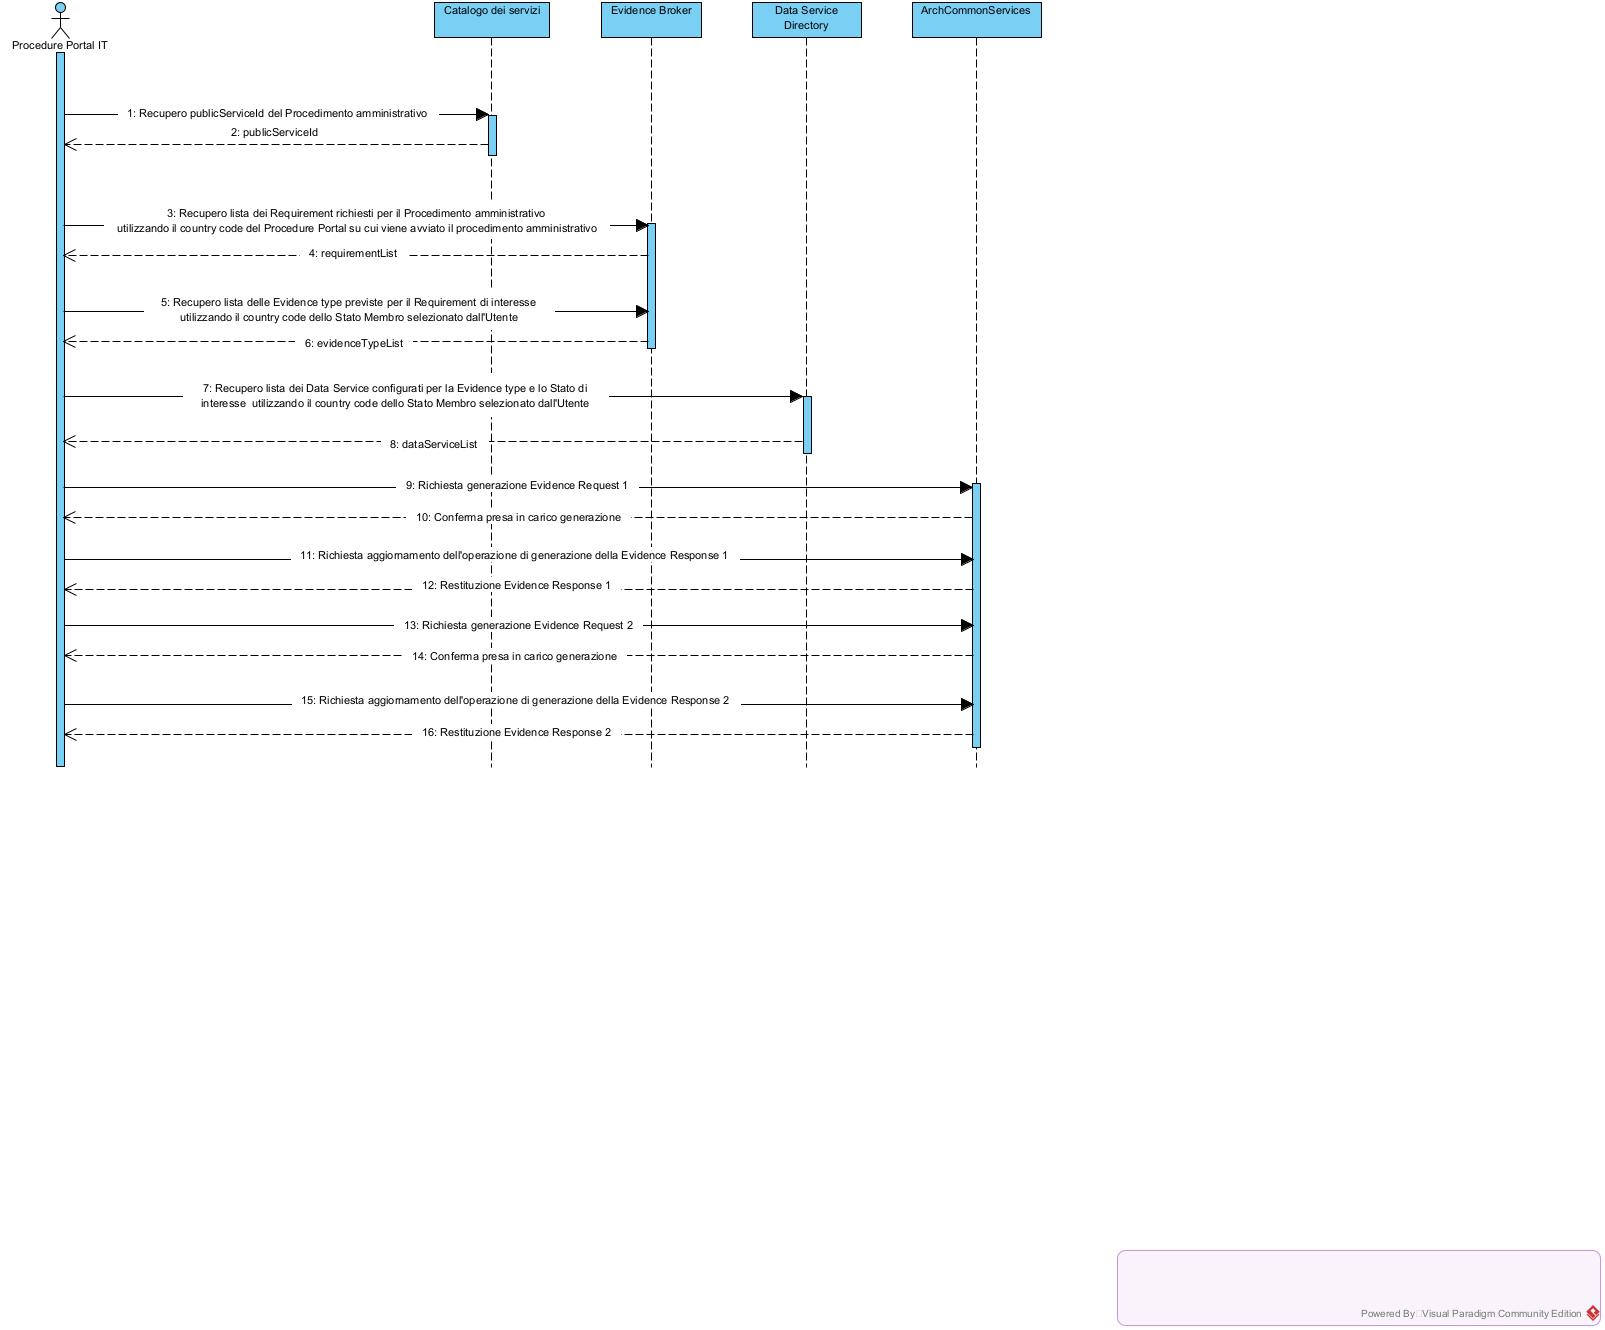 Procedure Portal IT
Catalogo dei servizi
Evidence Broker
Data Service
Directory
ArchCommonServices
1: Recupero publicServiceId del Procedimento amministrativo
2: publicServiceId
3: Recupero lista dei Requirement richiesti per il Procedimento amministrativo
utilizzando il country code del Procedure Portal su cui viene avviato il procedimento amministrativo
4: requirementList
5: Recupero lista delle Evidence type previste per il Requirement di interesse
utilizzando il country code dello Stato Membro selezionato dall'Utente
6: evidenceTypeList
7: Recupero lista dei Data Service configurati per la Evidence type e lo Stato di
interesse utilizzando il country code dello Stato Membro selezionato dall'Utente
8: dataServiceList
9: Richiesta generazione Evidence Request 1
10: Conferma presa in carico generazione
11: Richiesta aggiornamento dell'operazione di generazione della Evidence Response 1
12: Restituzione Evidence Response 1
13: Richiesta generazione Evidence Request 2
14: Conferma presa in carico generazione
15: Richiesta aggiornamento dell'operazione di generazione della Evidence Response 2
16: Restituzione Evidence Response 2
Powered By Visual Paradigm Community Edition